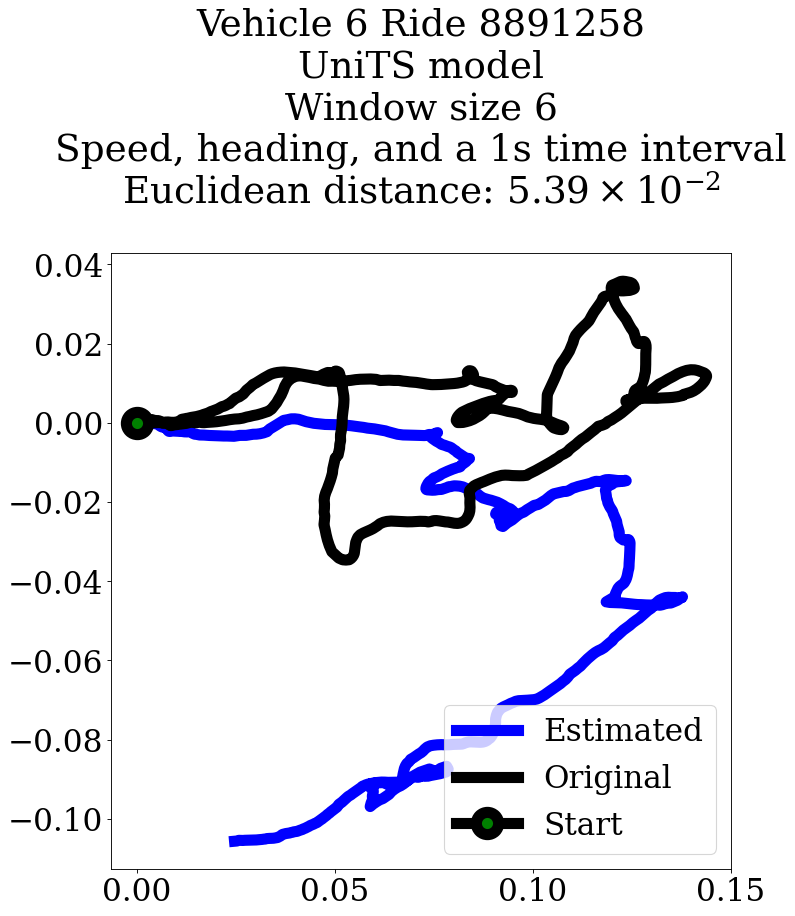 Vehicle 6 Ride 8891258
UniTS model
Window size 6
Speed, heading, and a 1s time interval
Euclidean distance: 5.39 × 10⁻²
0.04
0.02
0.00
−0.02
−0.04
−0.06
−0.08
−0.10
Estimated
Original
Start
0.00 0.05 0.10 0.15